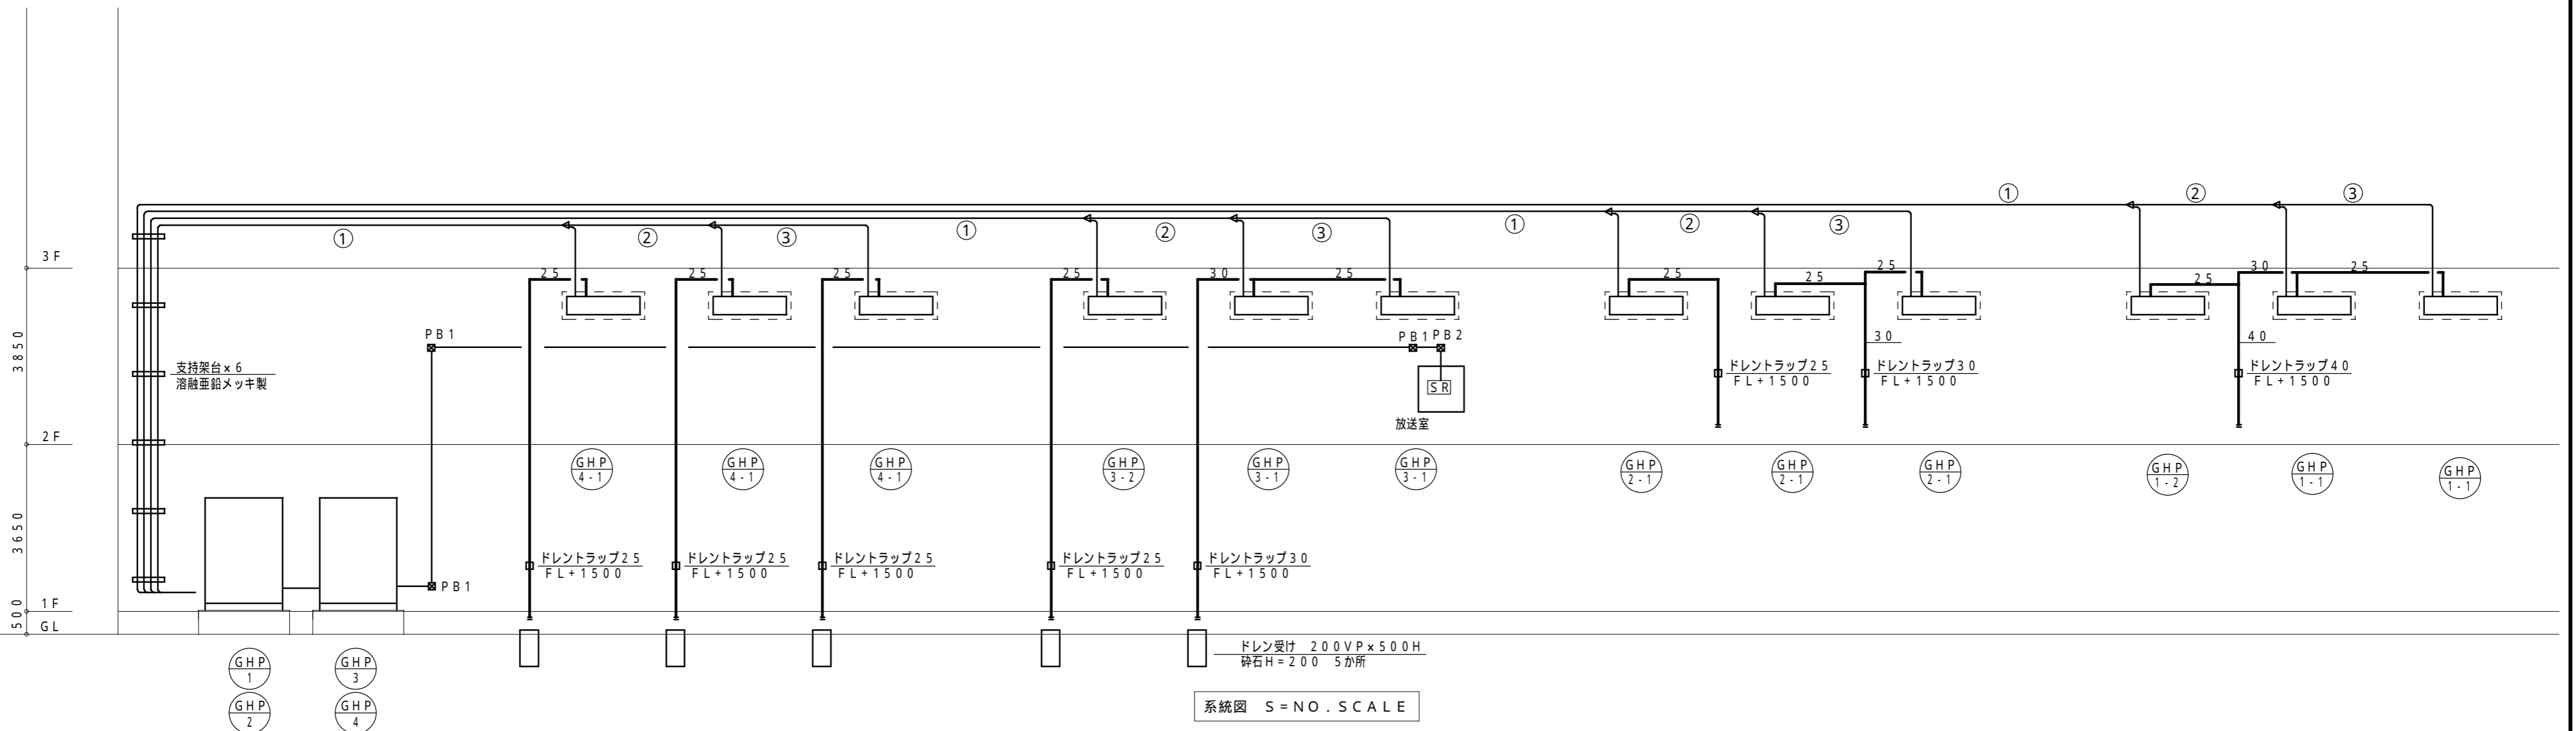 ① ② ③
① ② ③ ① ② ③ ① ② ③
3F
25 25 25 25 30 25 25 25 25 25 30 25
3850
PB1
PB1 PB2
30
40
支持架台×6
溶融亜鉛メッキ製
SR
放送室
ドレントラップ25
FL+1500
ドレントラップ30
FL+1500
ドレントラップ40
FL+1500
2F
GHP
4-1
GHP
4-1
GHP
4-1
GHP
3-2
GHP
3-1
GHP
3-1
GHP
2-1
GHP
2-1
GHP
2-1
GHP
1-2
GHP
1-1
GHP
1-1
3650
ドレントラップ25
FL+1500
ドレントラップ25
FL+1500
ドレントラップ25
FL+1500
ドレントラップ25
FL+1500
ドレントラップ30
FL+1500
PB1
500
1F
GL
ドレン受け 200VP×500H
砕石H=200 5か所
GHP
1
GHP
3
GHP
2
GHP
4
系統図 S=NO.SCALE